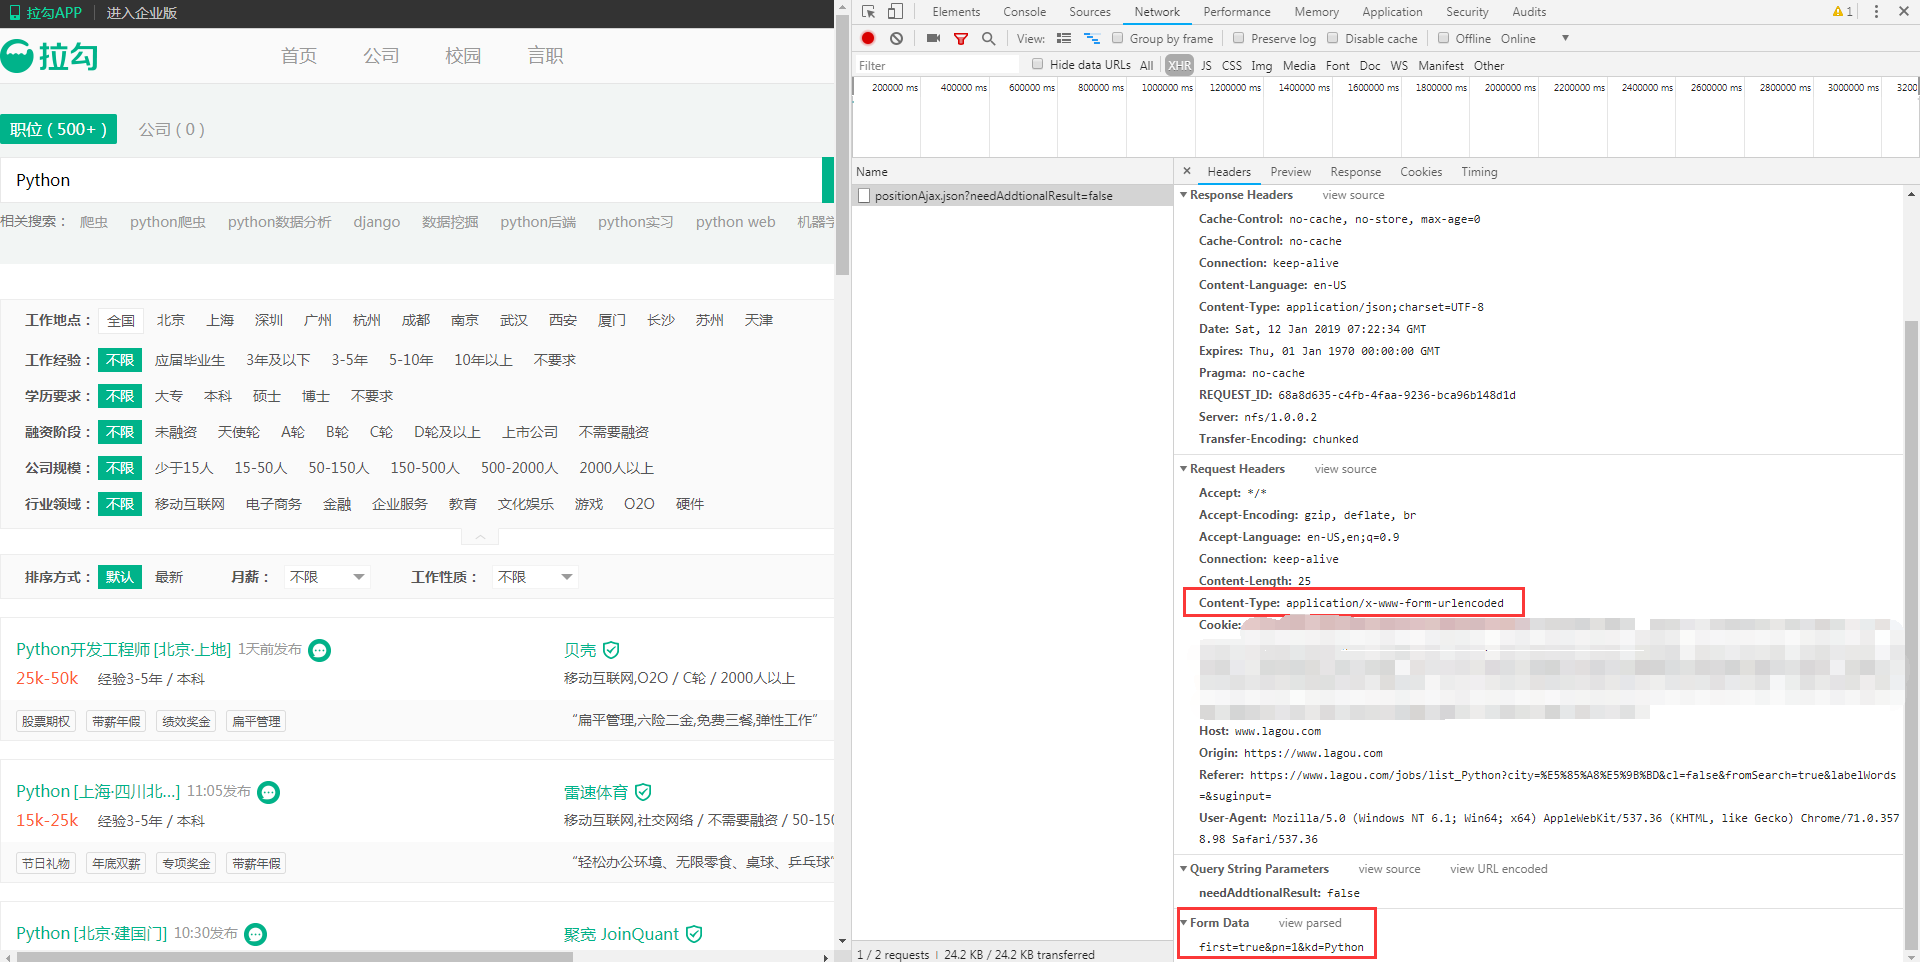 拉勾APP 进入企业版
拉勾 首页 公司 校园 言职
职位 ( 500+ ) 公司 ( 0 )
Python
相关搜索： 爬虫 python爬虫 python数据分析 django 数据挖掘 python后端 python实习 python web 机器学
工作地点： 全国 北京 上海 深圳 广州 杭州 成都 南京 武汉 西安 厦门 长沙 苏州 天津
工作经验： 不限 应届毕业生 3年及以下 3-5年 5-10年 10年以上 不要求
学历要求： 不限 大专 本科 硕士 博士 不要求
融资阶段： 不限 未融资 天使轮 A轮 B轮 C轮 D轮及以上 上市公司 不需要融资
公司规模： 不限 少于15人 15-50人 50-150人 150-500人 500-2000人 2000人以上
行业领域： 不限 移动互联网 电子商务 金融 企业服务 教育 文化娱乐 游戏 O2O 硬件
排序方式： 默认 最新 月薪： 不限 工作性质： 不限
Python开发工程师 [北京·上地] 1天前发布 贝壳
25k-50k 经验3-5年 / 本科 移动互联网,O2O / C轮 / 2000人以上
股票期权 带薪年假 绩效奖金 扁平管理 “扁平管理,六险二金,免费三餐,弹性工作”
Python [上海·四川北...] 11:05发布 雷速体育
15k-25k 经验3-5年 / 本科 移动互联网,社交网络 / 不需要融资 / 50-150
节日礼物 年底双薪 专项奖金 带薪年假 “轻松办公环境、无限零食、桌球、乒乓球”
Python [北京·建国门] 10:30发布 聚宽 JoinQuant
Elements Console Sources Network Performance Memory Application Security Audits 1
View: Group by frame Preserve log Disable cache Offline Online
Filter Hide data URLs All XHR JS CSS Img Media Font Doc WS Manifest Other
200000 ms 400000 ms 600000 ms 800000 ms 1000000 ms 1200000 ms 1400000 ms 1600000 ms 1800000 ms 2000000 ms 2200000 ms 2400000 ms 2600000 ms 2800000 ms 3000000 ms 3200
Name
positionAjax.json?needAddtionalResult=false
1 / 2 requests | 24.2 KB / 24.2 KB transferred
× Headers Preview Response Cookies Timing
Response Headers view source
Cache-Control: no-cache, no-store, max-age=0
Cache-Control: no-cache
Connection: keep-alive
Content-Language: en-US
Content-Type: application/json;charset=UTF-8
Date: Sat, 12 Jan 2019 07:22:34 GMT
Expires: Thu, 01 Jan 1970 00:00:00 GMT
Pragma: no-cache
REQUEST_ID: 68a8d635-c4fb-4faa-9236-bca96b148d1d
Server: nfs/1.0.0.2
Transfer-Encoding: chunked
Request Headers view source
Accept: */*
Accept-Encoding: gzip, deflate, br
Accept-Language: en-US,en;q=0.9
Connection: keep-alive
Content-Length: 25
Content-Type: application/x-www-form-urlencoded
Cookie:
Host: www.lagou.com
Origin: https://www.lagou.com
Referer: https://www.lagou.com/jobs/list_Python?city=%E5%85%A8%E5%9B%BD&cl=false&fromSearch=true&labelWords
=&suginput=
User-Agent: Mozilla/5.0 (Windows NT 6.1; Win64; x64) AppleWebKit/537.36 (KHTML, like Gecko) Chrome/71.0.357
8.98 Safari/537.36
Query String Parameters view source view URL encoded
needAddtionalResult: false
Form Data view parsed
first=true&pn=1&kd=Python